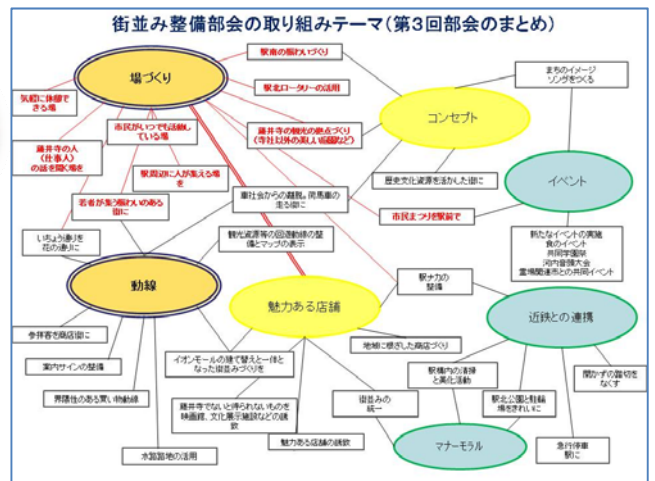 街並み整備部会の取り組みテーマ(第3回部会のまとめ)
場づくり
駅南の賑わいづくり
駅北ロータリーの活用
藤井寺の観光の拠点づくり
(寺社以外の美しい庭園など)
気軽に休憩で
きる場
市民がいつでも活動し
ている場
藤井寺の人
(仕事人)
の話を聞く場を
駅周辺に人が集える場
を
若者が集う賑わいのある
街に
いちょう通りを
花の通りに
コンセプト
まちのイメージ
ソングをつくる
歴史文化資源を活かした街に
車社会からの離脱。荷馬車の
走る街に
市民まつりを駅前で
イベント
新たなイベントの実施
食のイベント
共同学園祭
河内音頭大会
霊場関連市との共同イベント
観光資源等の回遊動線の整
備とマップの表示
動線
参拝客を商店街に
案内サインの整備
界隈性のある買い物動線
水路路地の活用
魅力ある店舗
駅ナカの
整備
地域に根ざした商店づくり
イオンモールの建て替えと一体と
なった街並みづくりを
藤井寺でないと得られないものを
映画館、文化展示施設などの誘
致
魅力ある店舗の誘致
街並みの
統一
近鉄との連携
駅構内の清掃
と美化活動
駅北公園と駐輪
場をきれいに
開かずの踏切を
なくす
急行停車
駅に
マナーモラル